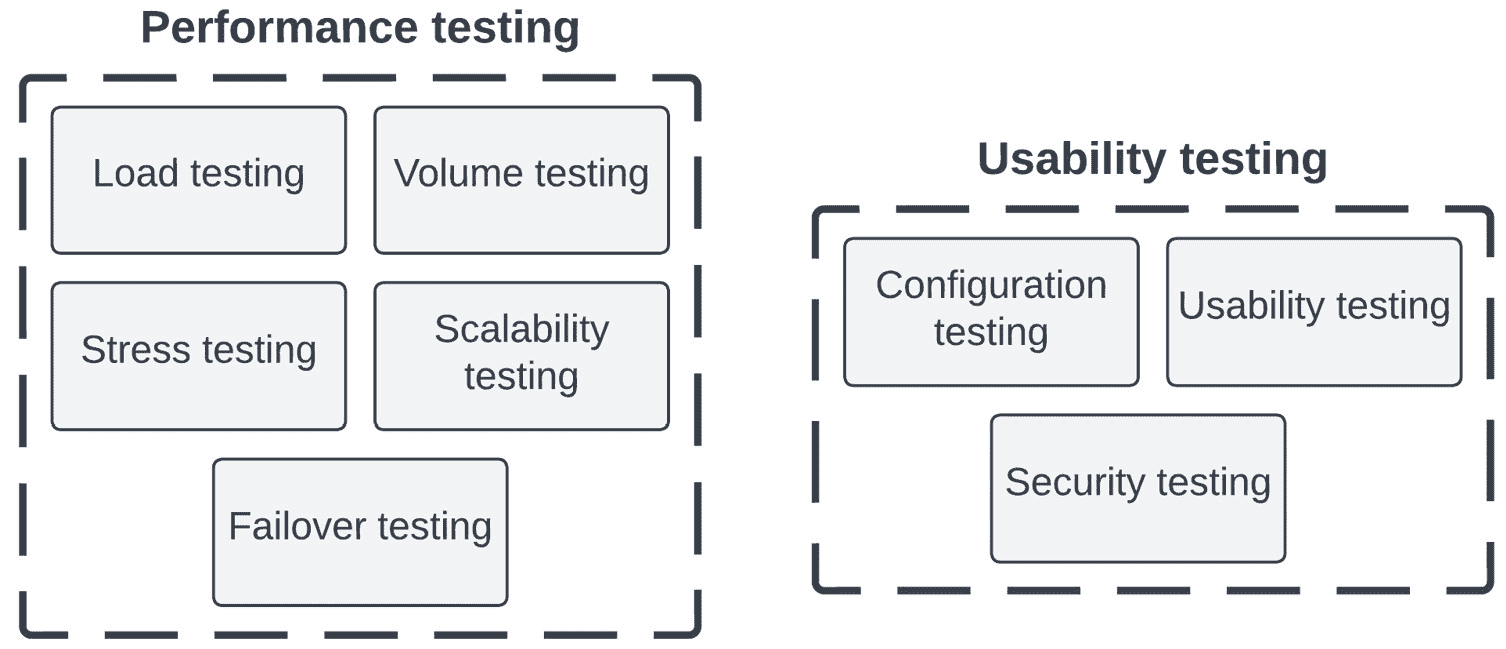 Performance testing
Load testing
Volume testing
Stress testing
Scalability
testing
Failover testing
Usability testing
Configuration
testing
Usability testing
Security testing